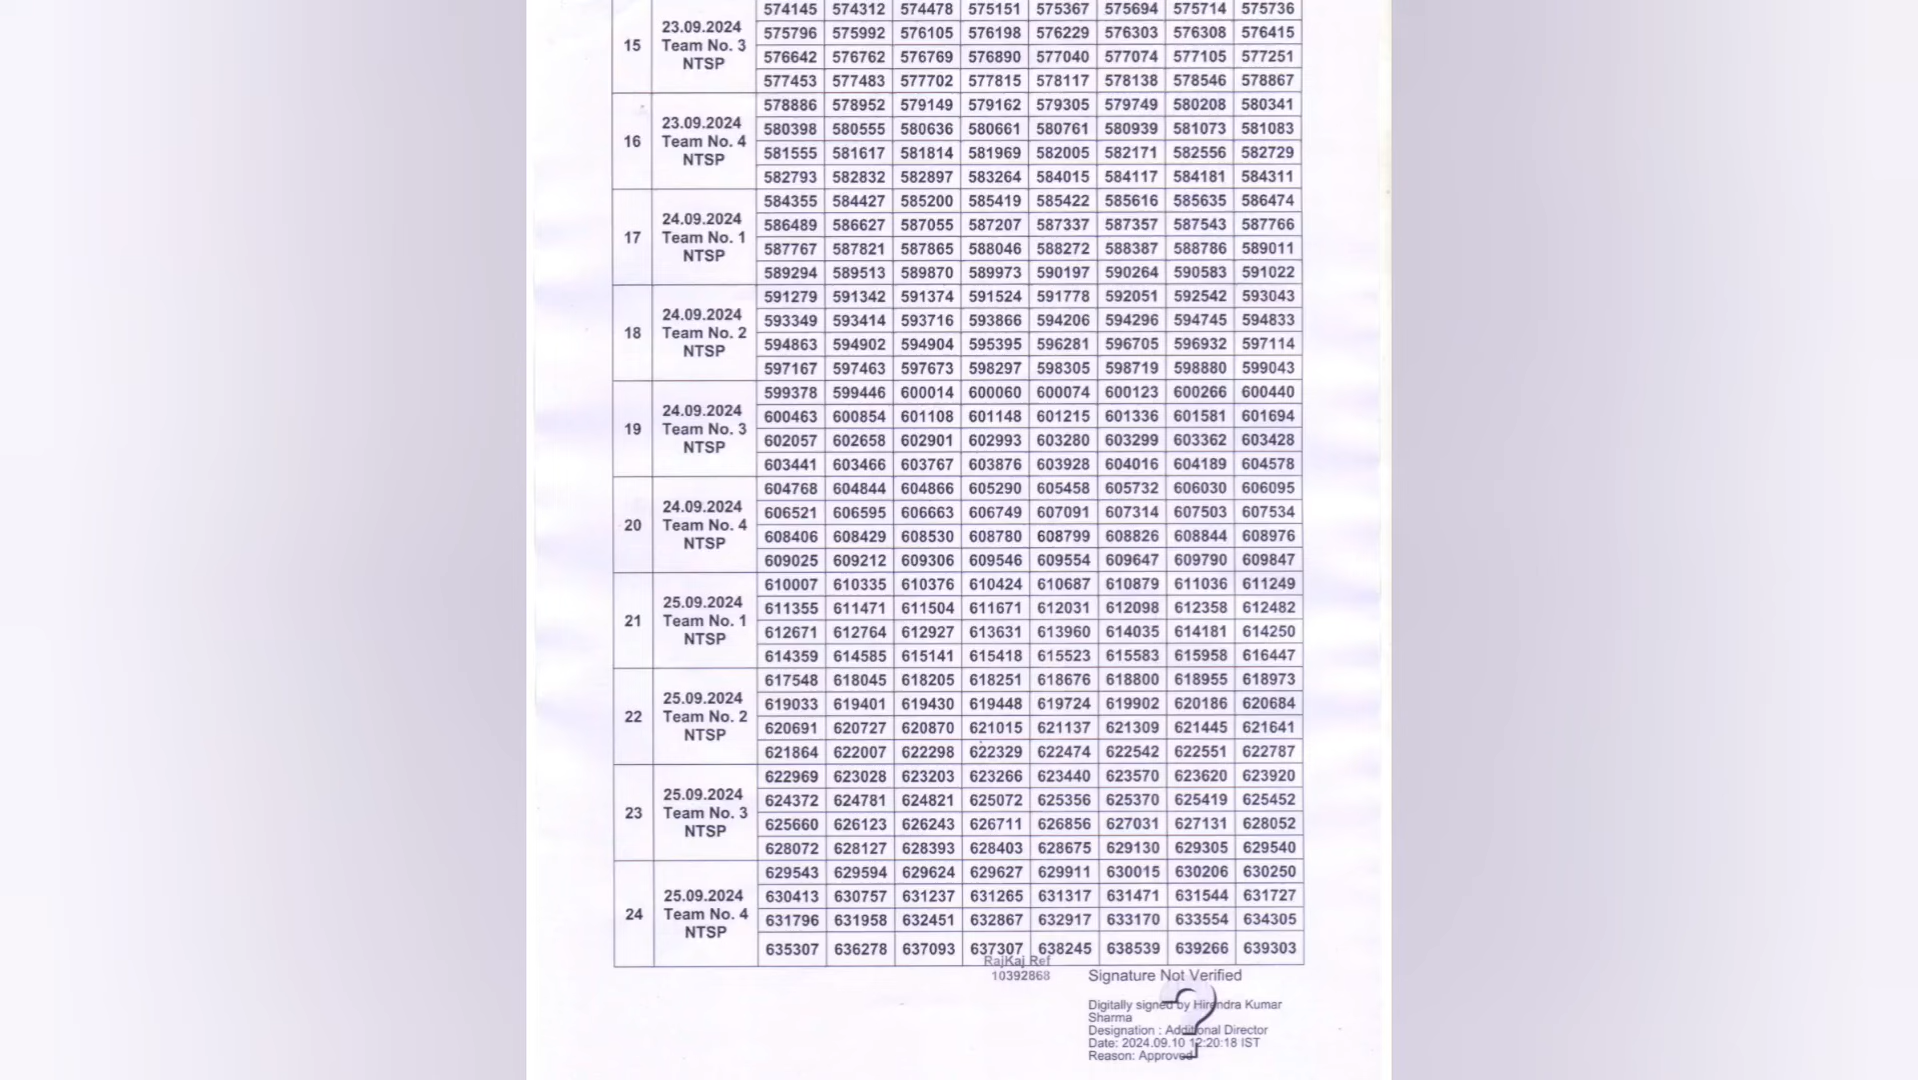 574145 574312 574478 575151 575367 575694 575714 575736
15 23.09.2024 Team No. 3 NTSP
575796 575992 576105 576198 576229 576303 576308 576415
576642 576762 576769 576890 577040 577074 577105 577251
577453 577483 577702 577815 578117 578138 578546 578867
16 23.09.2024 Team No. 4 NTSP
578886 578952 579149 579162 579305 579749 580208 580341
580398 580555 580636 580661 580761 580939 581073 581083
581555 581617 581814 581969 582005 582171 582556 582729
582793 582832 582897 583264 584015 584117 584181 584311
17 24.09.2024 Team No. 1 NTSP
584355 584427 585200 585419 585422 585616 585635 586474
586489 586627 587055 587207 587337 587357 587543 587766
587767 587821 587865 588046 588272 588387 588786 589011
589294 589513 589870 589973 590197 590264 590583 591022
18 24.09.2024 Team No. 2 NTSP
591279 591342 591374 591524 591778 592051 592542 593043
593349 593414 593716 593866 594206 594296 594745 594833
594863 594902 594904 595395 596281 596705 596932 597114
597167 597463 597673 598297 598305 598719 598880 599043
19 24.09.2024 Team No. 3 NTSP
599378 599446 600014 600060 600074 600123 600266 600440
600463 600854 601108 601148 601215 601336 601581 601694
602057 602658 602901 602993 603280 603299 603362 603428
603441 603466 603767 603876 603928 604016 604189 604578
20 24.09.2024 Team No. 4 NTSP
604768 604844 604866 605290 605458 605732 606030 606095
606521 606595 606663 606749 607091 607314 607503 607534
608406 608429 608530 608780 608799 608826 608844 608976
609025 609212 609306 609546 609554 609647 609790 609847
21 25.09.2024 Team No. 1 NTSP
610007 610335 610376 610424 610687 610879 611036 611249
611355 611471 611504 611671 612031 612098 612358 612482
612671 612764 612927 613631 613960 614035 614181 614250
614359 614585 615141 615418 615523 615583 615958 616447
22 25.09.2024 Team No. 2 NTSP
617548 618045 618205 618251 618676 618800 618955 618973
619033 619401 619430 619448 619724 619902 620186 620684
620691 620727 620870 621015 621137 621309 621445 621641
621864 622007 622298 622329 622474 622542 622551 622787
23 25.09.2024 Team No. 3 NTSP
622969 623028 623203 623266 623440 623570 623620 623920
624372 624781 624821 625072 625356 625370 625419 625452
625660 626123 626243 626711 626856 627031 627131 628052
628072 628127 628393 628403 628675 629130 629305 629540
24 25.09.2024 Team No. 4 NTSP
629543 629594 629624 629627 629911 630015 630206 630250
630413 630757 631237 631265 631317 631471 631544 631727
631796 631958 632451 632867 632917 633170 633554 634305
635307 636278 637093 637307 638245 638539 639266 639303
RajKaj Ref
10392868
Signature Not Verified
Digitally signed by Hirendra Kumar
Sharma
Designation : Additional Director
Date: 2024.09.10 12:20:18 IST
Reason: Approved
?